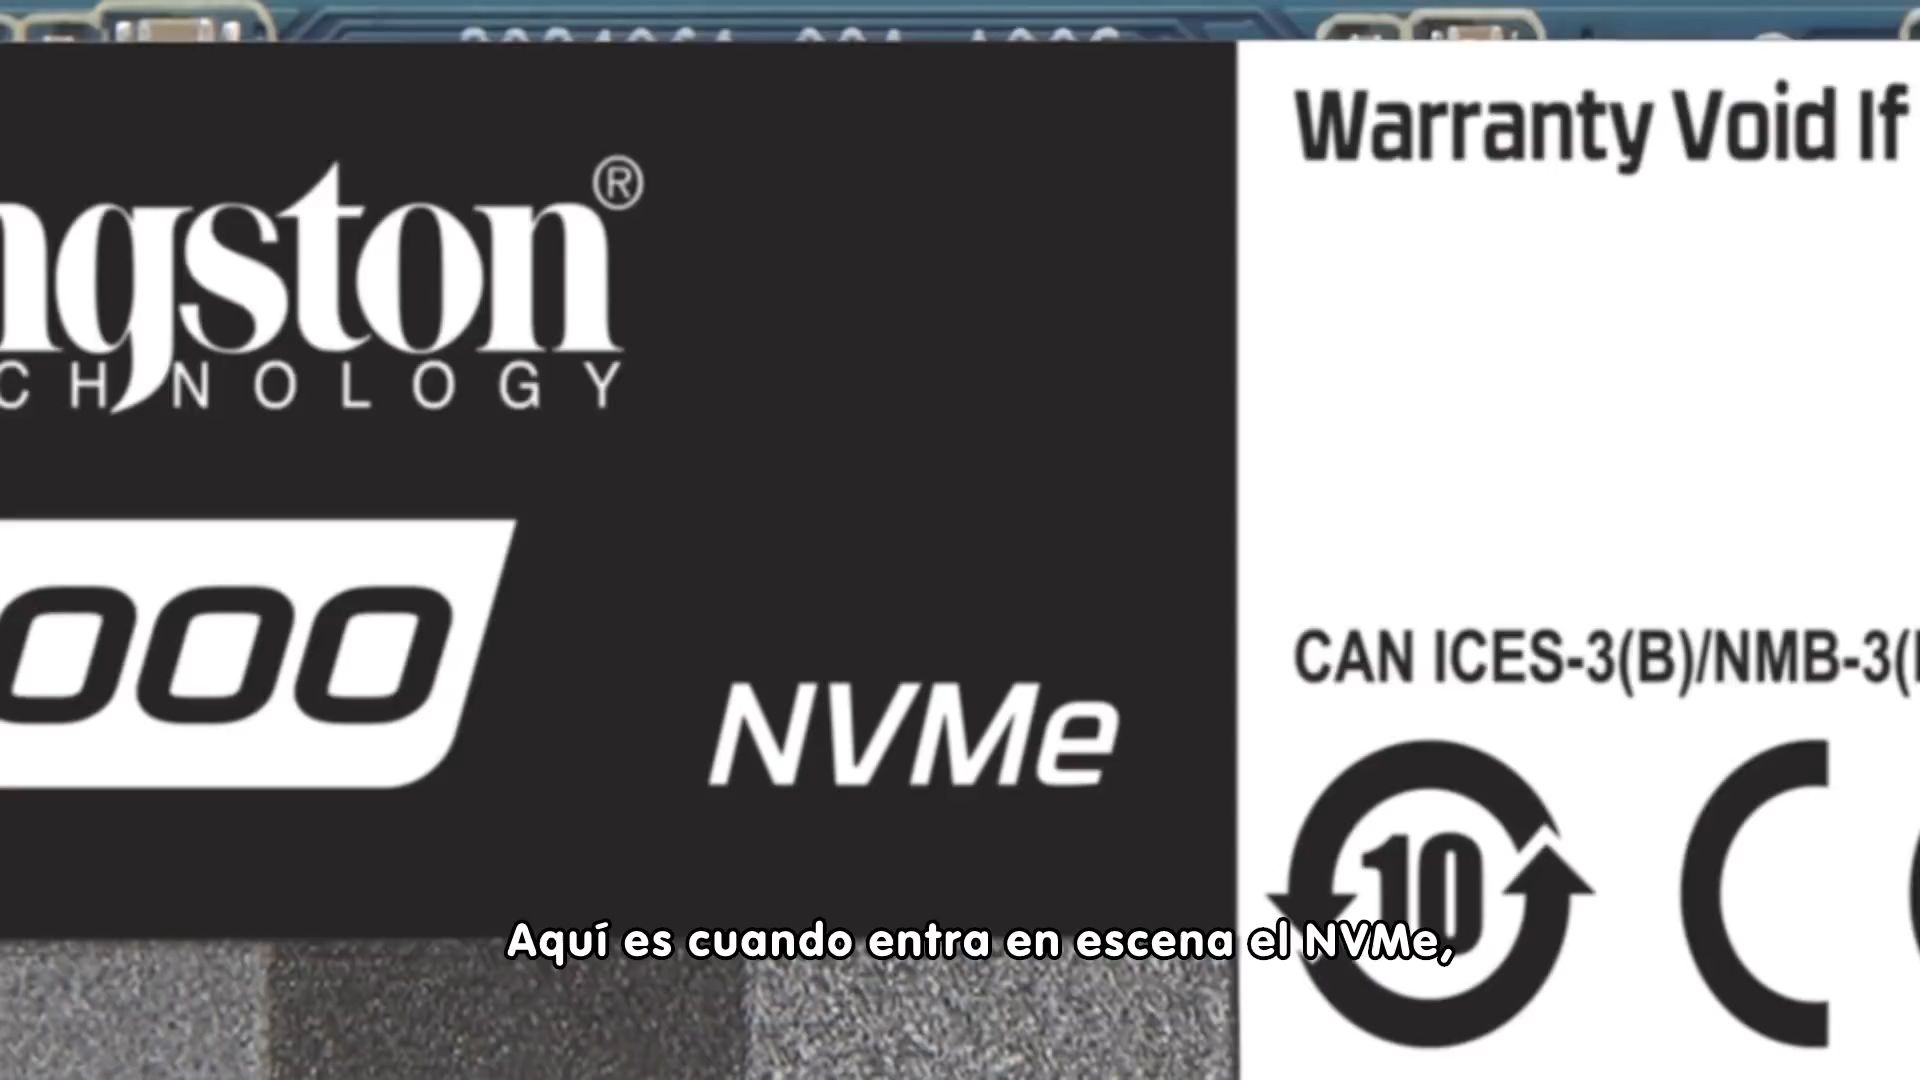 Warranty Void If
ngston®
CHNOLOGY
000
NVMe
CAN ICES-3(B)/NMB-3(
10
Aquí es cuando entra en escena el NVMe,